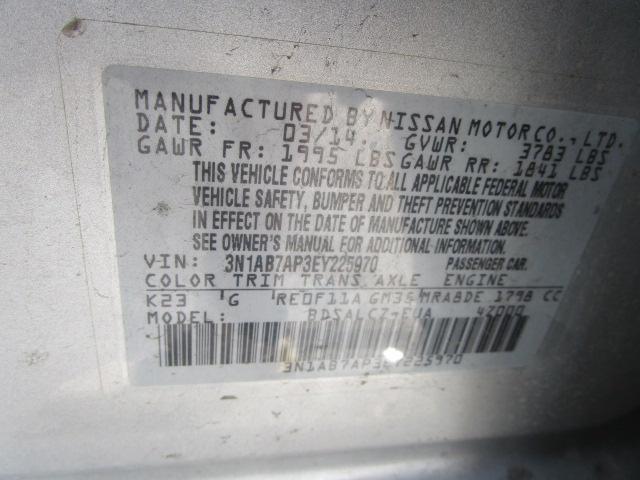 MANUFACTURED BY NISSAN MOTOR CO., LTD.
DATE: 03/14 GVWR: 3783 LBS
GAWR FR: 1995 LBS GAWR RR: 1841 LBS
THIS VEHICLE CONFORMS TO ALL APPLICABLE FEDERAL MOTOR
VEHICLE SAFETY, BUMPER AND THEFT PREVENTION STANDARDS
IN EFFECT ON THE DATE OF MANUFACTURE SHOWN ABOVE.
SEE OWNER'S MANUAL FOR ADDITIONAL INFORMATION.
VIN: 3N1AB7AP3EY225970 PASSENGER CAR.
COLOR TRIM TRANS. AXLE ENGINE
K23 G RE0F11A GM35 MRA8DE 1798 CC
MODEL: BDSALCZ-EUA 42000
3N1AB7AP3EY225970